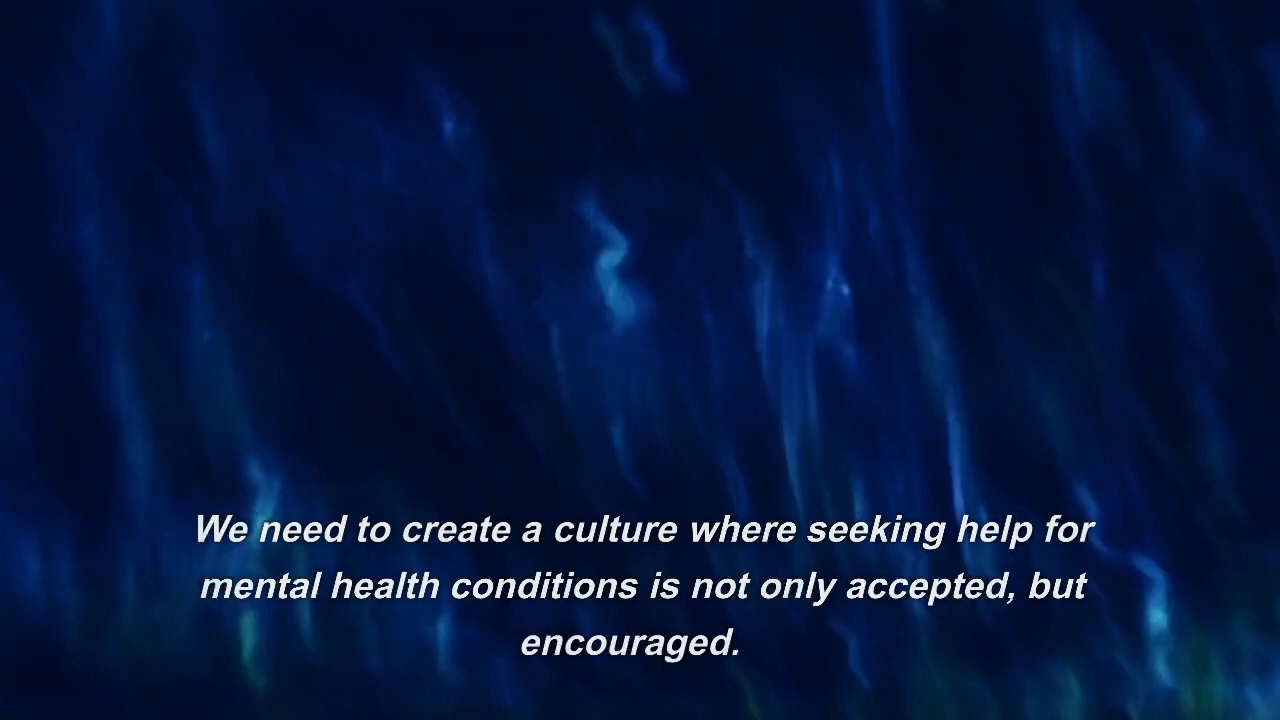 We need to create a culture where seeking help for
mental health conditions is not only accepted, but
encouraged.